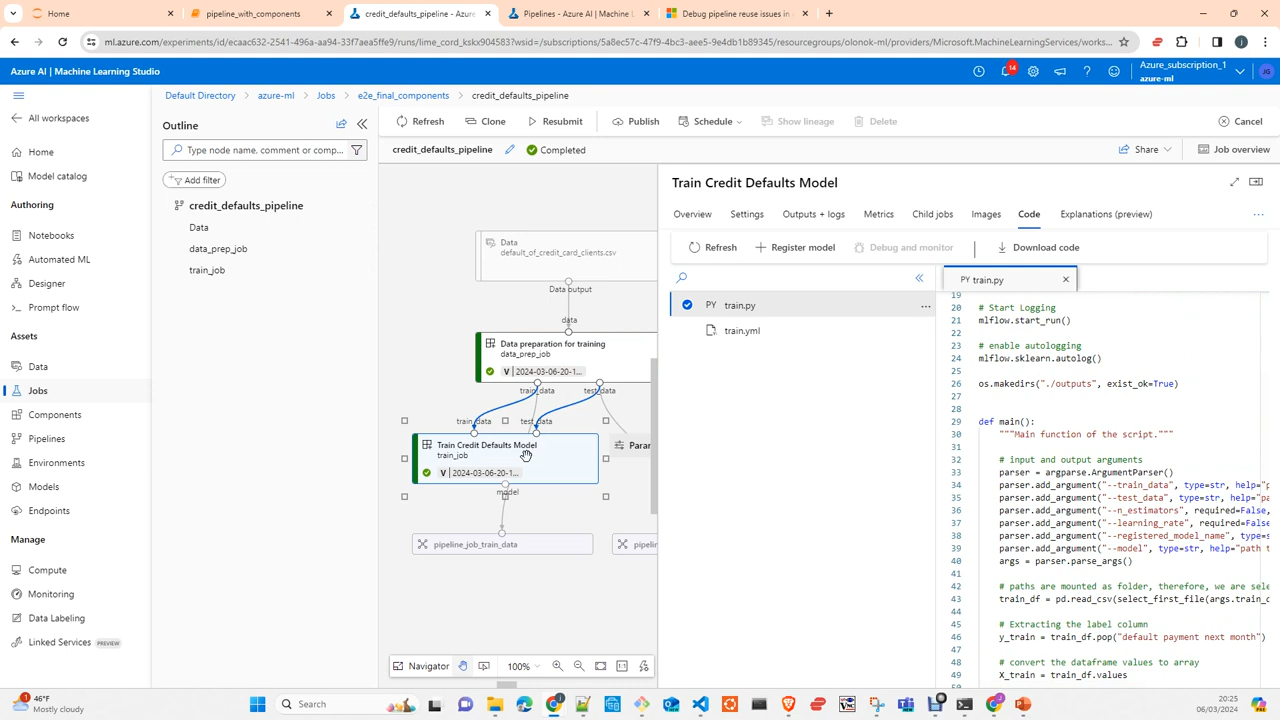 Home
pipeline_with_components
credit_defaults_pipeline - Azure
Pipelines - Azure AI | Machine L
Debug pipeline reuse issues in
ml.azure.com/experiments/id/ecaac632-2541-496a-aa94-33f7aea5ffe9/runs/lime_cord_kskx904583?wsid=/subscriptions/5a8ec57c-47f9-4bc3-aee5-9e4db1b89345/resourcegroups/olonok-ml/providers/Microsoft.MachineLearningServices/works...
Azure AI | Machine Learning Studio
14
Azure_subscription_1
azure-ml
JG
All workspaces
Home
Model catalog
Authoring
Notebooks
Automated ML
Designer
Prompt flow
Assets
Data
Jobs
Components
Pipelines
Environments
Models
Endpoints
Manage
Compute
Monitoring
Data Labeling
Linked Services PREVIEW
Default Directory
azure-ml
Jobs
e2e_final_components
credit_defaults_pipeline
Outline
Type node name, comment or comp...
Add filter
credit_defaults_pipeline
Data
data_prep_job
train_job
Refresh
Clone
Resubmit
Publish
Schedule
Show lineage
Delete
Cancel
credit_defaults_pipeline
Completed
Share
Job overview
Data
default_of_credit_card_clients.csv
Data output
data
Data preparation for training
data_prep_job
V | 2024-03-06-20-1...
train_data
test_data
train_data
test_data
Train Credit Defaults Model
train_job
V | 2024-03-06-20-1...
model
Para
pipeline_job_train_data
pipelin
Navigator
100%
Train Credit Defaults Model
Overview
Settings
Outputs + logs
Metrics
Child jobs
Images
Code
Explanations (preview)
Refresh
Register model
Debug and monitor
Download code
PY train.py
train.yml
PY train.py
19
20 # Start Logging
21 mlflow.start_run()
22
23 # enable autologging
24 mlflow.sklearn.autolog()
25
26 os.makedirs("./outputs", exist_ok=True)
27
28
29 def main():
30 """Main function of the script."""
31
32 # input and output arguments
33 parser = argparse.ArgumentParser()
34 parser.add_argument("--train_data", type=str, help="p
35 parser.add_argument("--test_data", type=str, help="pa
36 parser.add_argument("--n_estimators", required=False,
37 parser.add_argument("--learning_rate", required=False
38 parser.add_argument("--registered_model_name", type=s
39 parser.add_argument("--model", type=str, help="path t
40 args = parser.parse_args()
41
42 # paths are mounted as folder, therefore, we are sele
43 train_df = pd.read_csv(select_first_file(args.train_d
44
45 # Extracting the label column
46 y_train = train_df.pop("default payment next month")
47
48 # convert the dataframe values to array
49 X_train = train_df.values
46°F
Mostly cloudy
Search
20:25
06/03/2024